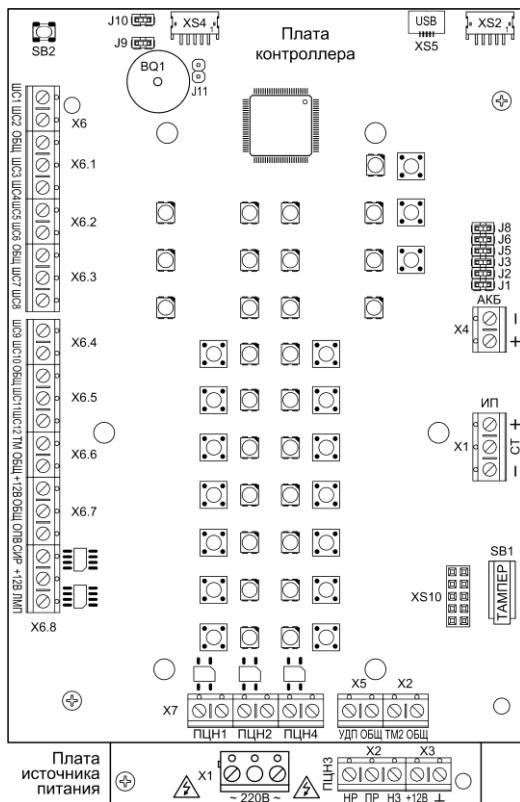 J10
XS4
1
USB
XS5
XS2
1
SB2
J9
Плата
контроллера
BQ1
J11
ШС1 ШС2 ОБЩ ШС3 ШС4 ШС5 ШС6 ОБЩ ШС7 ШС8
X6
X6.1
X6.2
X6.3
J8
J6
J5
J3
J2
J1
АКБ
X4
–
+
ШС9 ШС10 ОБЩ ШС11 ШС12 ТМ ОБЩ +12В ОБЩ ОПВ СИР +12В ЛМП
X6.4
X6.5
X6.6
X6.7
X6.8
ИП
X1
+
СТ
–
SB1
ТАМПЕР
XS10
X7
ПЦН1 ПЦН2 ПЦН4
X5 X2
УДП ОБЩ ТМ2 ОБЩ
Плата
источника
питания
X1
~ 220В ~
ПЦН3
X2 X3
НР ПР НЗ +12В ⊥